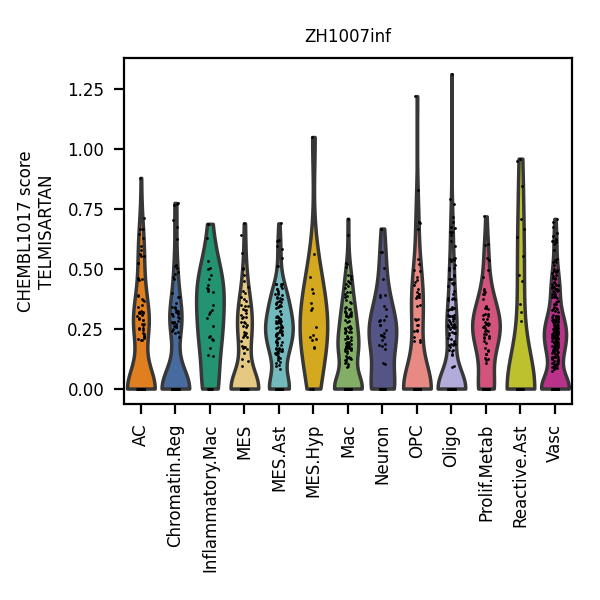 ZH1007inf
CHEMBL1017 score
TELMISARTAN
1.25
1.00
0.75
0.50
0.25
0.00
AC
Chromatin.Reg
Inflammatory.Mac
MES
MES.Ast
MES.Hyp
Mac
Neuron
OPC
Oligo
Prolif.Metab
Reactive.Ast
Vasc